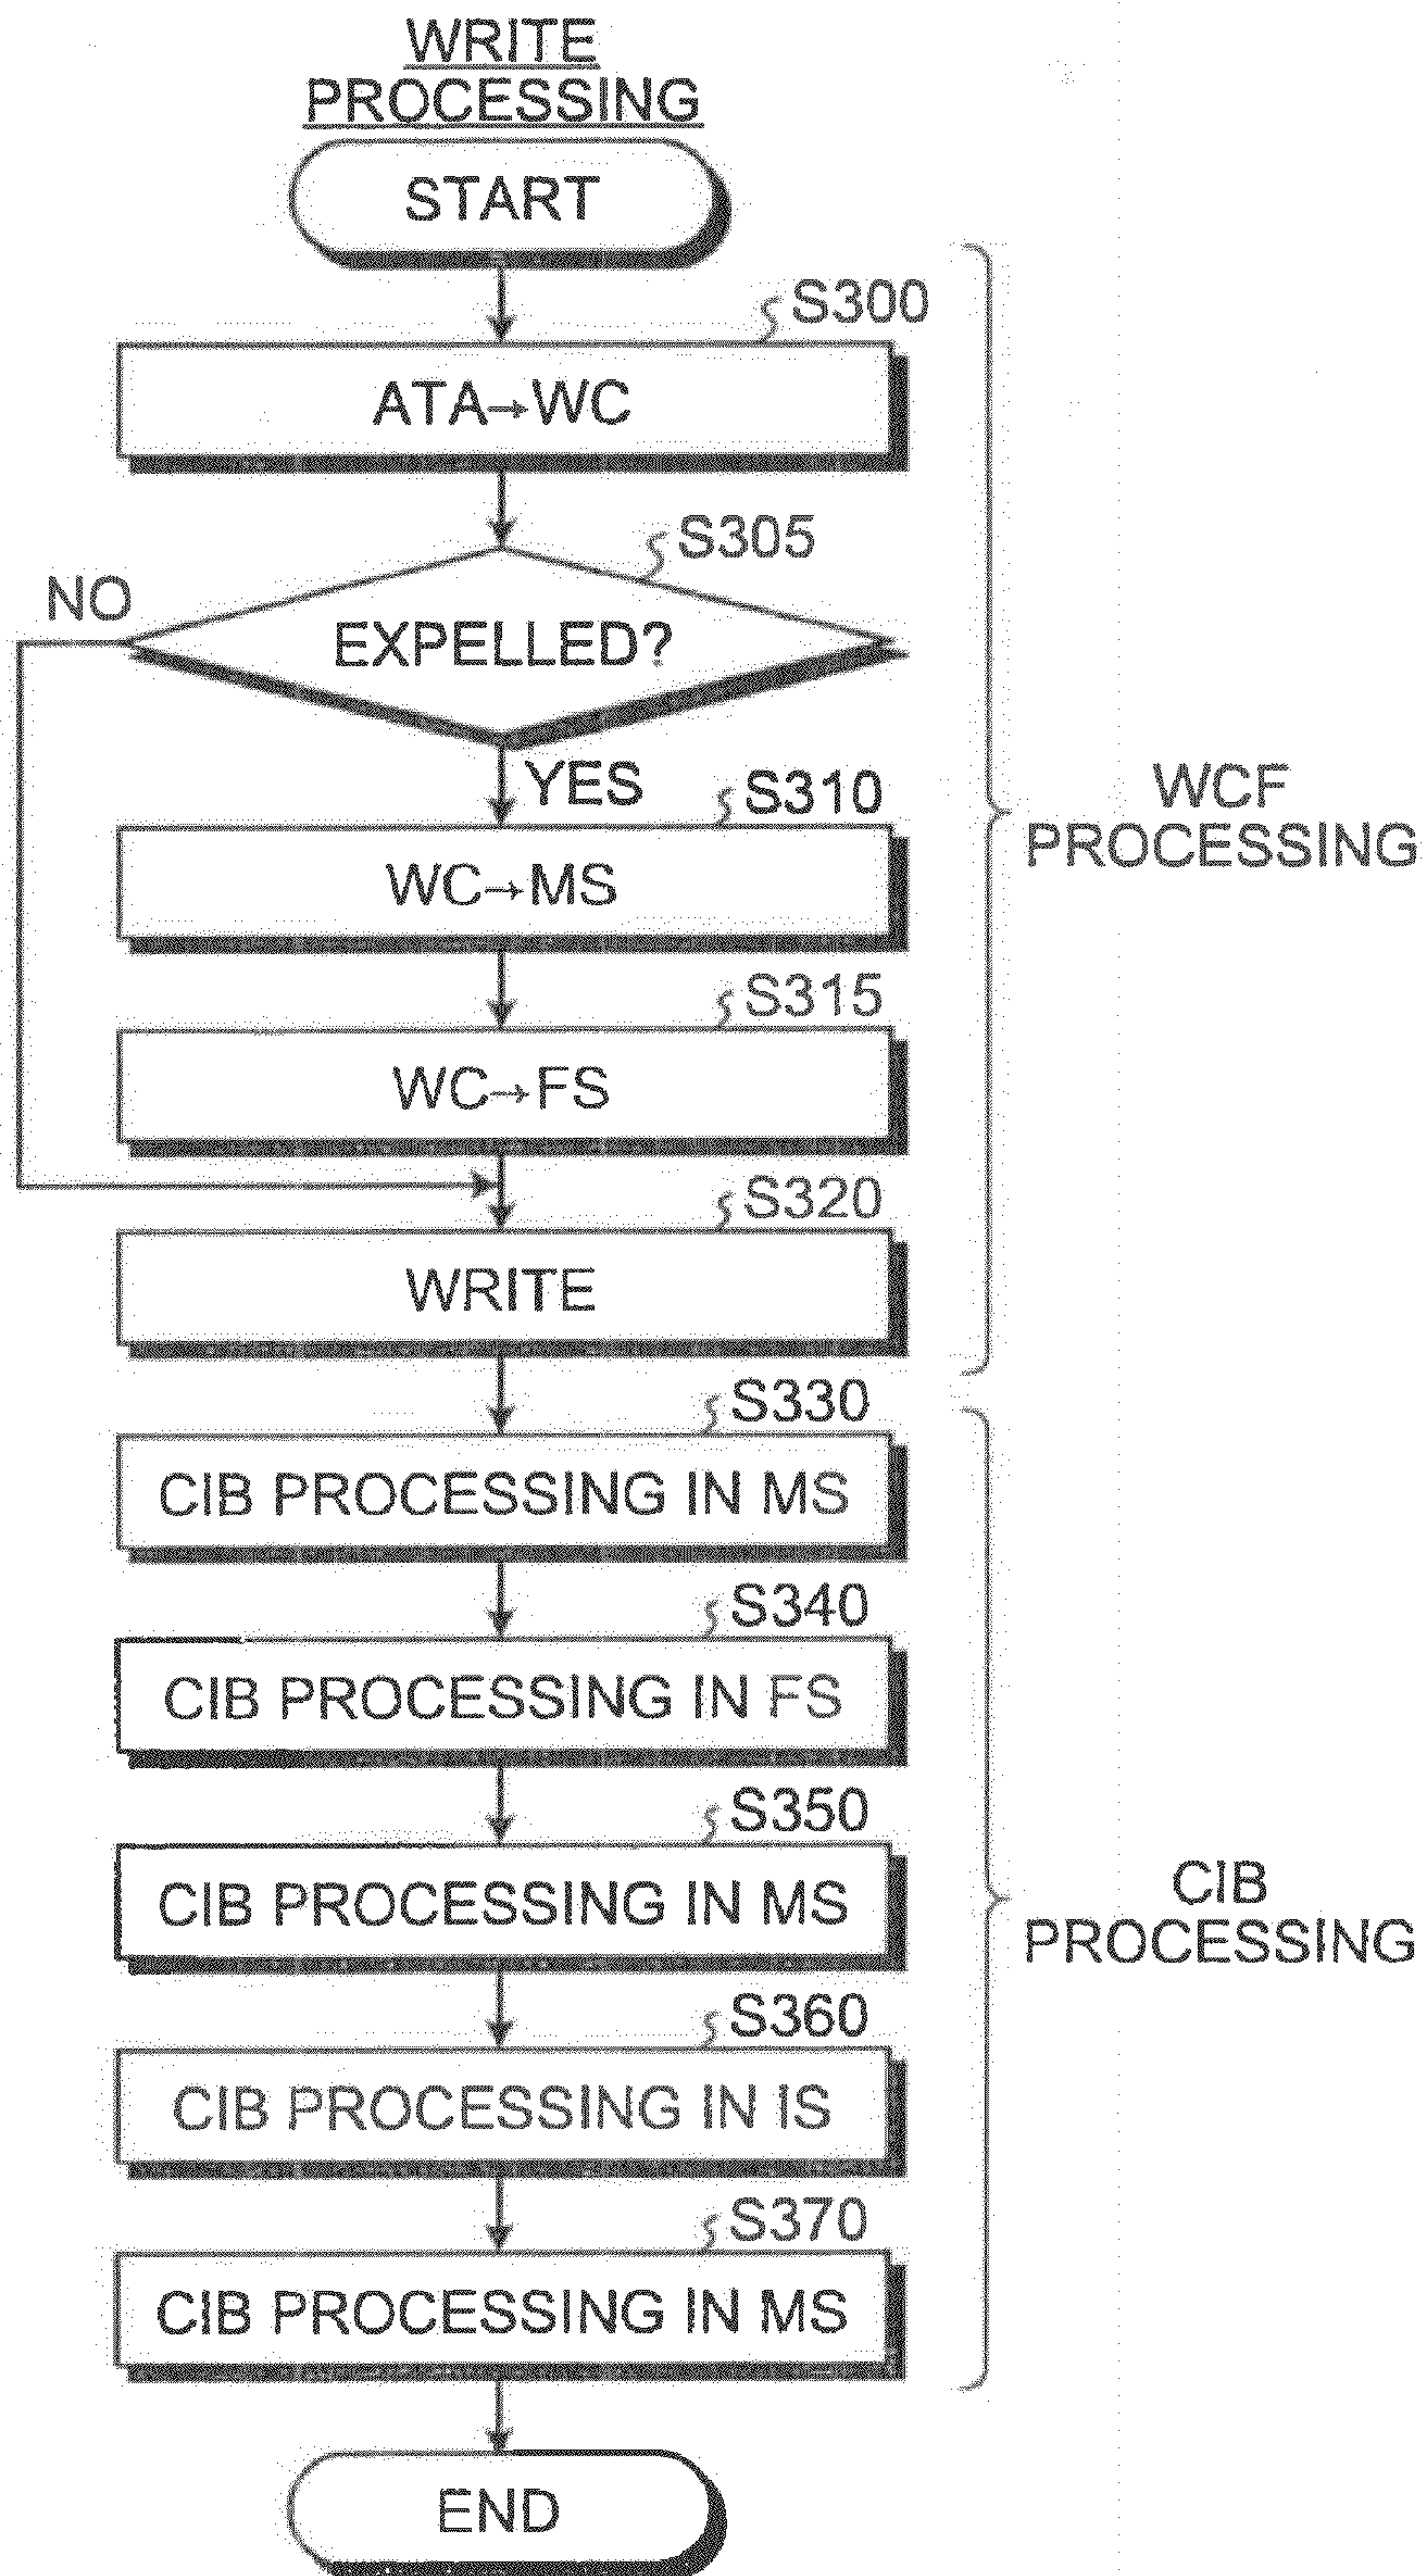 WRITE
PROCESSING
START
S300
ATA→WC
S305
NO
EXPELLED?
YES
S310
WCF
PROCESSING
WC→MS
S315
WC→FS
S320
WRITE
S330
CIB PROCESSING IN MS
S340
CIB PROCESSING IN FS
S350
CIB PROCESSING IN MS
CIB
PROCESSING
S360
CIB PROCESSING IN IS
S370
CIB PROCESSING IN MS
END